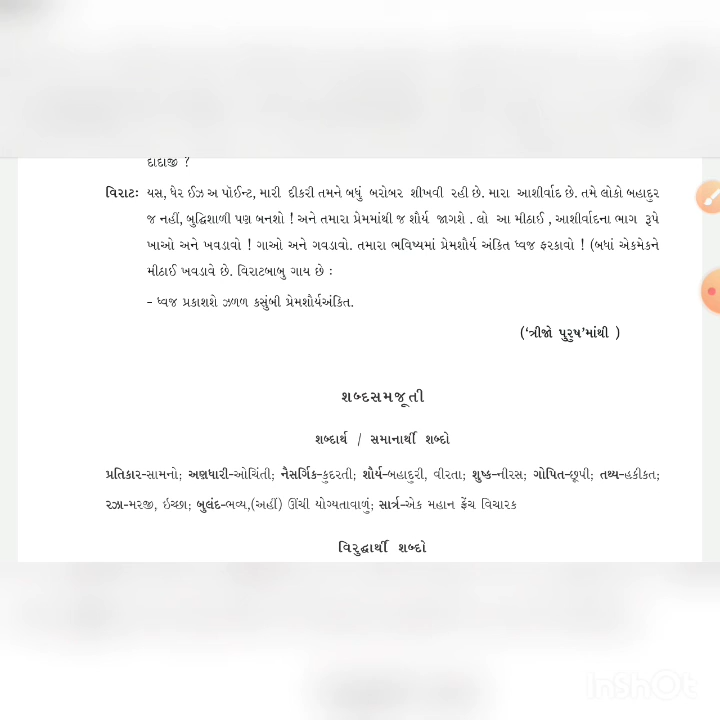 દાદાજી ?
વિરાટઃ યસ, ધેર ઈઝ અ પૉઈન્ટ, મારી દીકરી તમને બધું બરોબર શીખવી રહી છે. મારા આશીર્વાદ છે. તમે લોકો બહાદુર
જ નહીં, બુદ્ધિશાળી પણ બનશો ! અને તમારા પ્રેમમાંથી જ શૌર્ય જાગશે . લો આ મીઠાઈ , આશીર્વાદના ભાગ રૂપે
ખાઓ અને ખવડાવો ! ગાઓ અને ગવડાવો. તમારા ભવિષ્યમાં પ્રેમશૌર્ય અંકિત ધ્વજ ફરકાવો ! (બધાં એકમેકને
મીઠાઈ ખવડાવે છે. વિરાટબાબુ ગાય છે :
- ધ્વજ પ્રકાશશે ઝળળ કસુંબી પ્રેમશૌર્યઅંકિત.
(‘ત્રીજો પુરુષ’માંથી )
શબ્દસમજૂતી
શબ્દાર્થ / સમાનાર્થી શબ્દો
પ્રતિકાર-સામનો; અણધારી-ઓચિંતી; નૈસર્ગિક-કુદરતી; શૌર્ય-બહાદુરી, વીરતા; શુષ્ક-નીરસ; ગોપિત-છૂપી; તથ્ય-હકીકત;
રઝા-મરજી, ઇચ્છા; બુલંદ-ભવ્ય,(અહીં) ઊંચી યોગ્યતાવાળું; સાર્ત્ર-એક મહાન ફ્રેંચ વિચારક
વિરુદ્ધાર્થી શબ્દો
InShOt